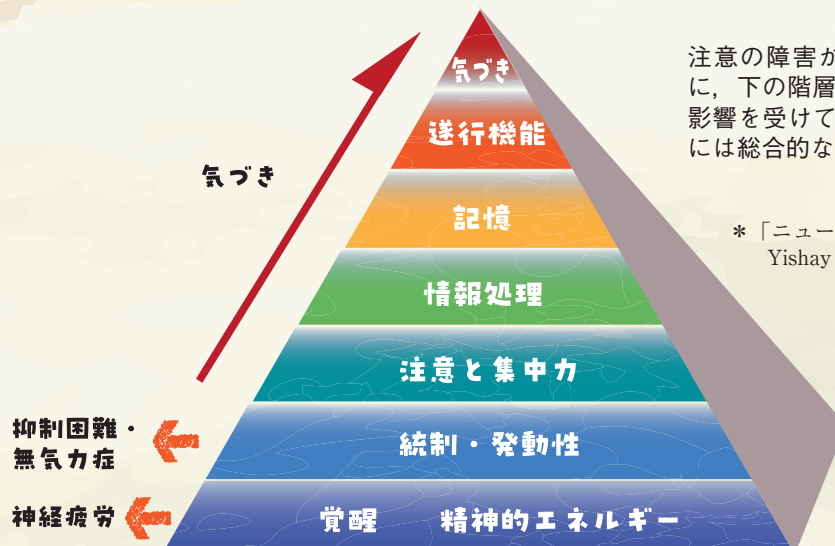 注意の障害が
に，下の階層
影響を受けて
には総合的な
＊「ニュー
Yishay
気づき
気づき
遂行機能
記憶
情報処理
注意と集中力
統制・発動性
覚醒　精神的エネルギー
抑制困難・
無気力症
神経疲労